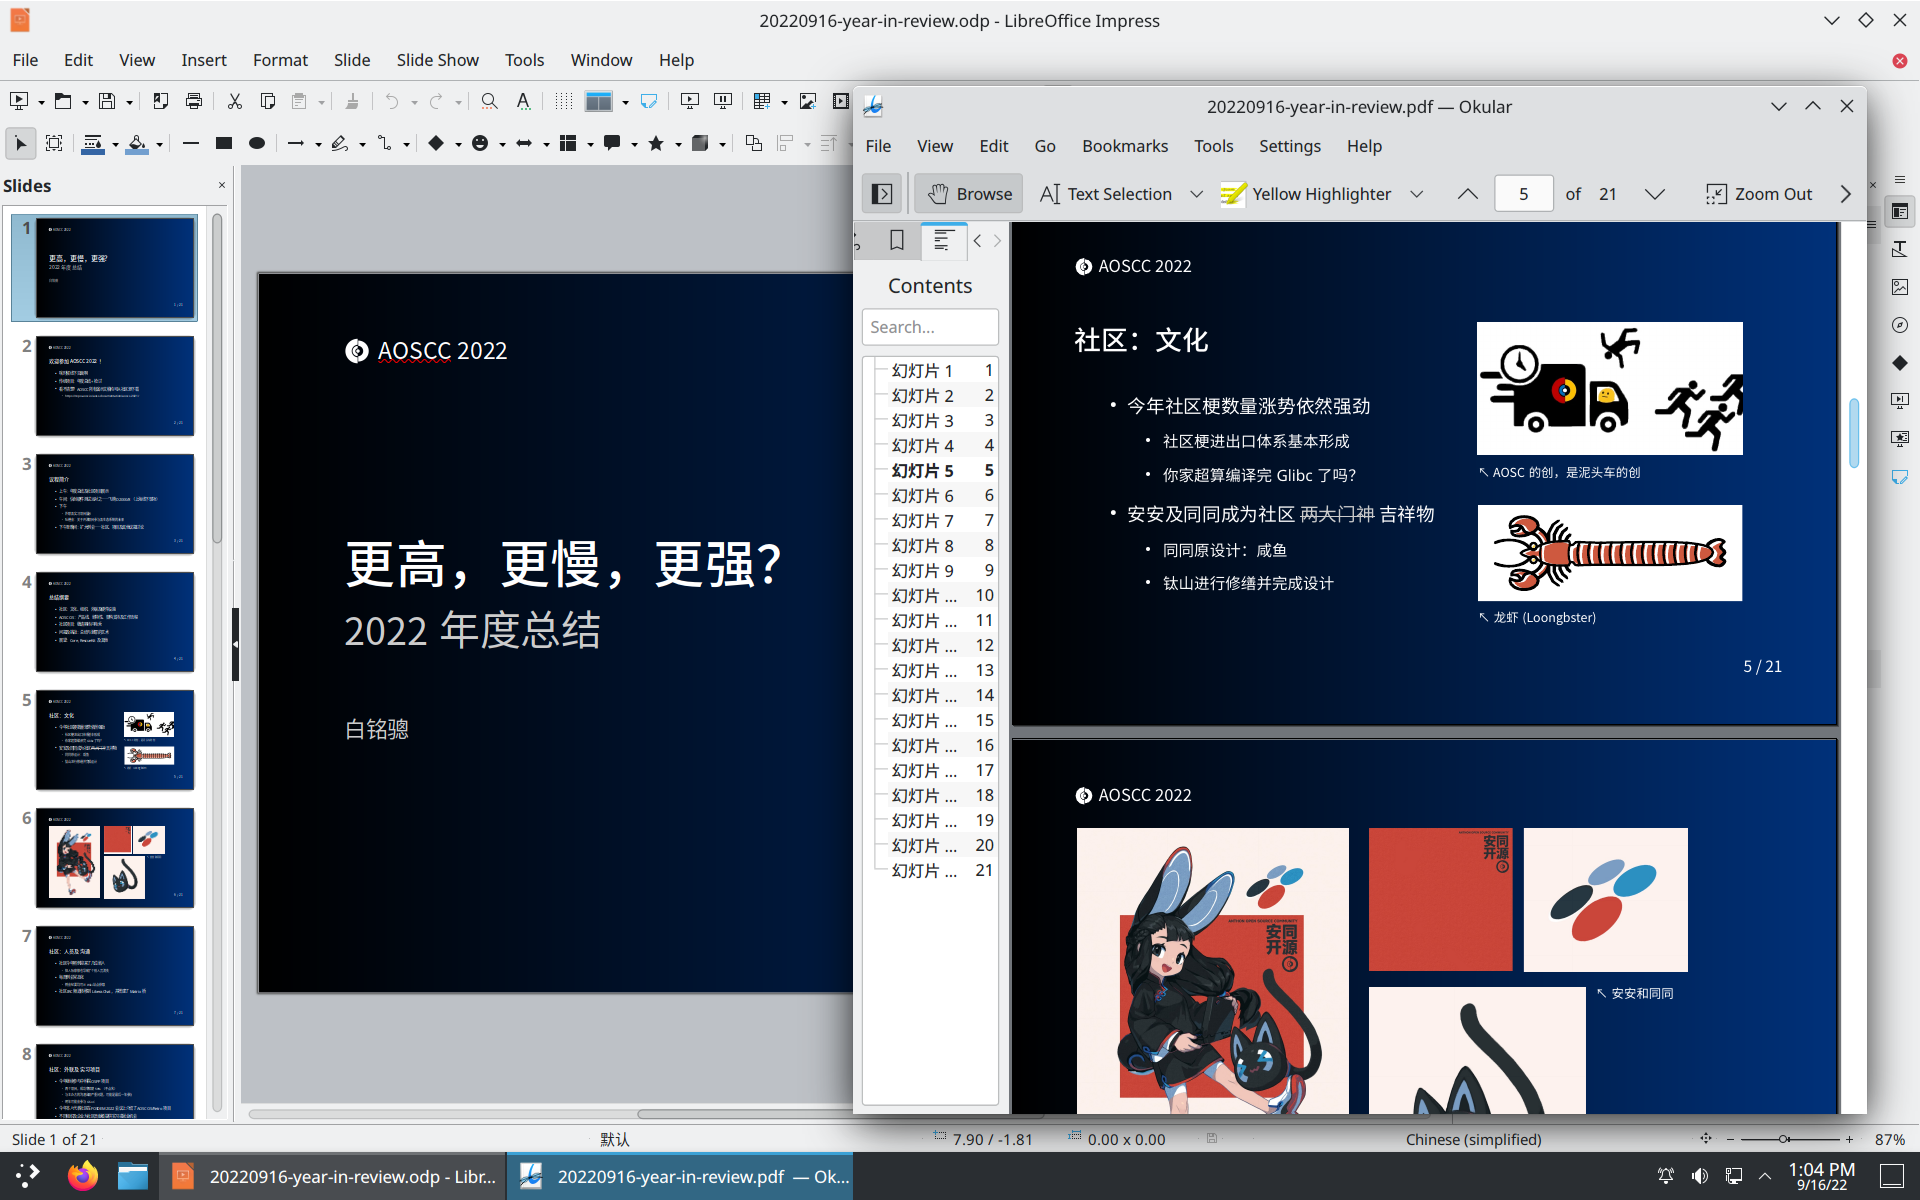 20220916-year-in-review.odp - LibreOffice Impress
File Edit View Insert Format Slide Slide Show Tools Window Help
20220916-year-in-review.pdf — Okular
File View Edit Go Bookmarks Tools Settings Help
Browse Text Selection Yellow Highlighter 5 of 21 Zoom Out
Slides
1
2
3
4
5
6
7
8
AOSCC 2022
更高，更慢，更强？
2022 年度总结
白铭骢
Contents
Search...
幻灯片 1 1
幻灯片 2 2
幻灯片 3 3
幻灯片 4 4
幻灯片 5 5
幻灯片 6 6
幻灯片 7 7
幻灯片 8 8
幻灯片 9 9
幻灯片 ... 10
幻灯片 ... 11
幻灯片 ... 12
幻灯片 ... 13
幻灯片 ... 14
幻灯片 ... 15
幻灯片 ... 16
幻灯片 ... 17
幻灯片 ... 18
幻灯片 ... 19
幻灯片 ... 20
幻灯片 ... 21
AOSCC 2022
社区：文化
• 今年社区梗数量涨势依然强劲
• 社区梗进出口体系基本形成
• 你家超算编译完 Glibc 了吗？
• 安安及同同成为社区 两大门神 吉祥物
• 同同原设计：咸鱼
• 钛山进行修缮并完成设计
↖ AOSC 的创，是泥头车的创
↖ 龙虾 (Loongbster)
5 / 21
AOSCC 2022
安同
开源
安同
开源
↖ 安安和同同
Slide 1 of 21 默认 7.90 / -1.81 0.00 x 0.00 Chinese (simplified) 87%
20220916-year-in-review.odp - Libr... 20220916-year-in-review.pdf — Ok...
1:04 PM
9/16/22